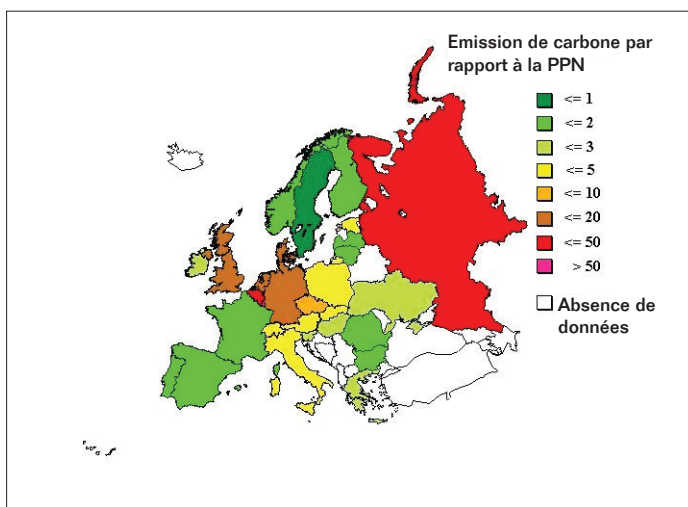 Emission de carbone par
rapport à la PPN
<= 1
<= 2
<= 3
<= 5
<= 10
<= 20
<= 50
> 50
Absence de
données